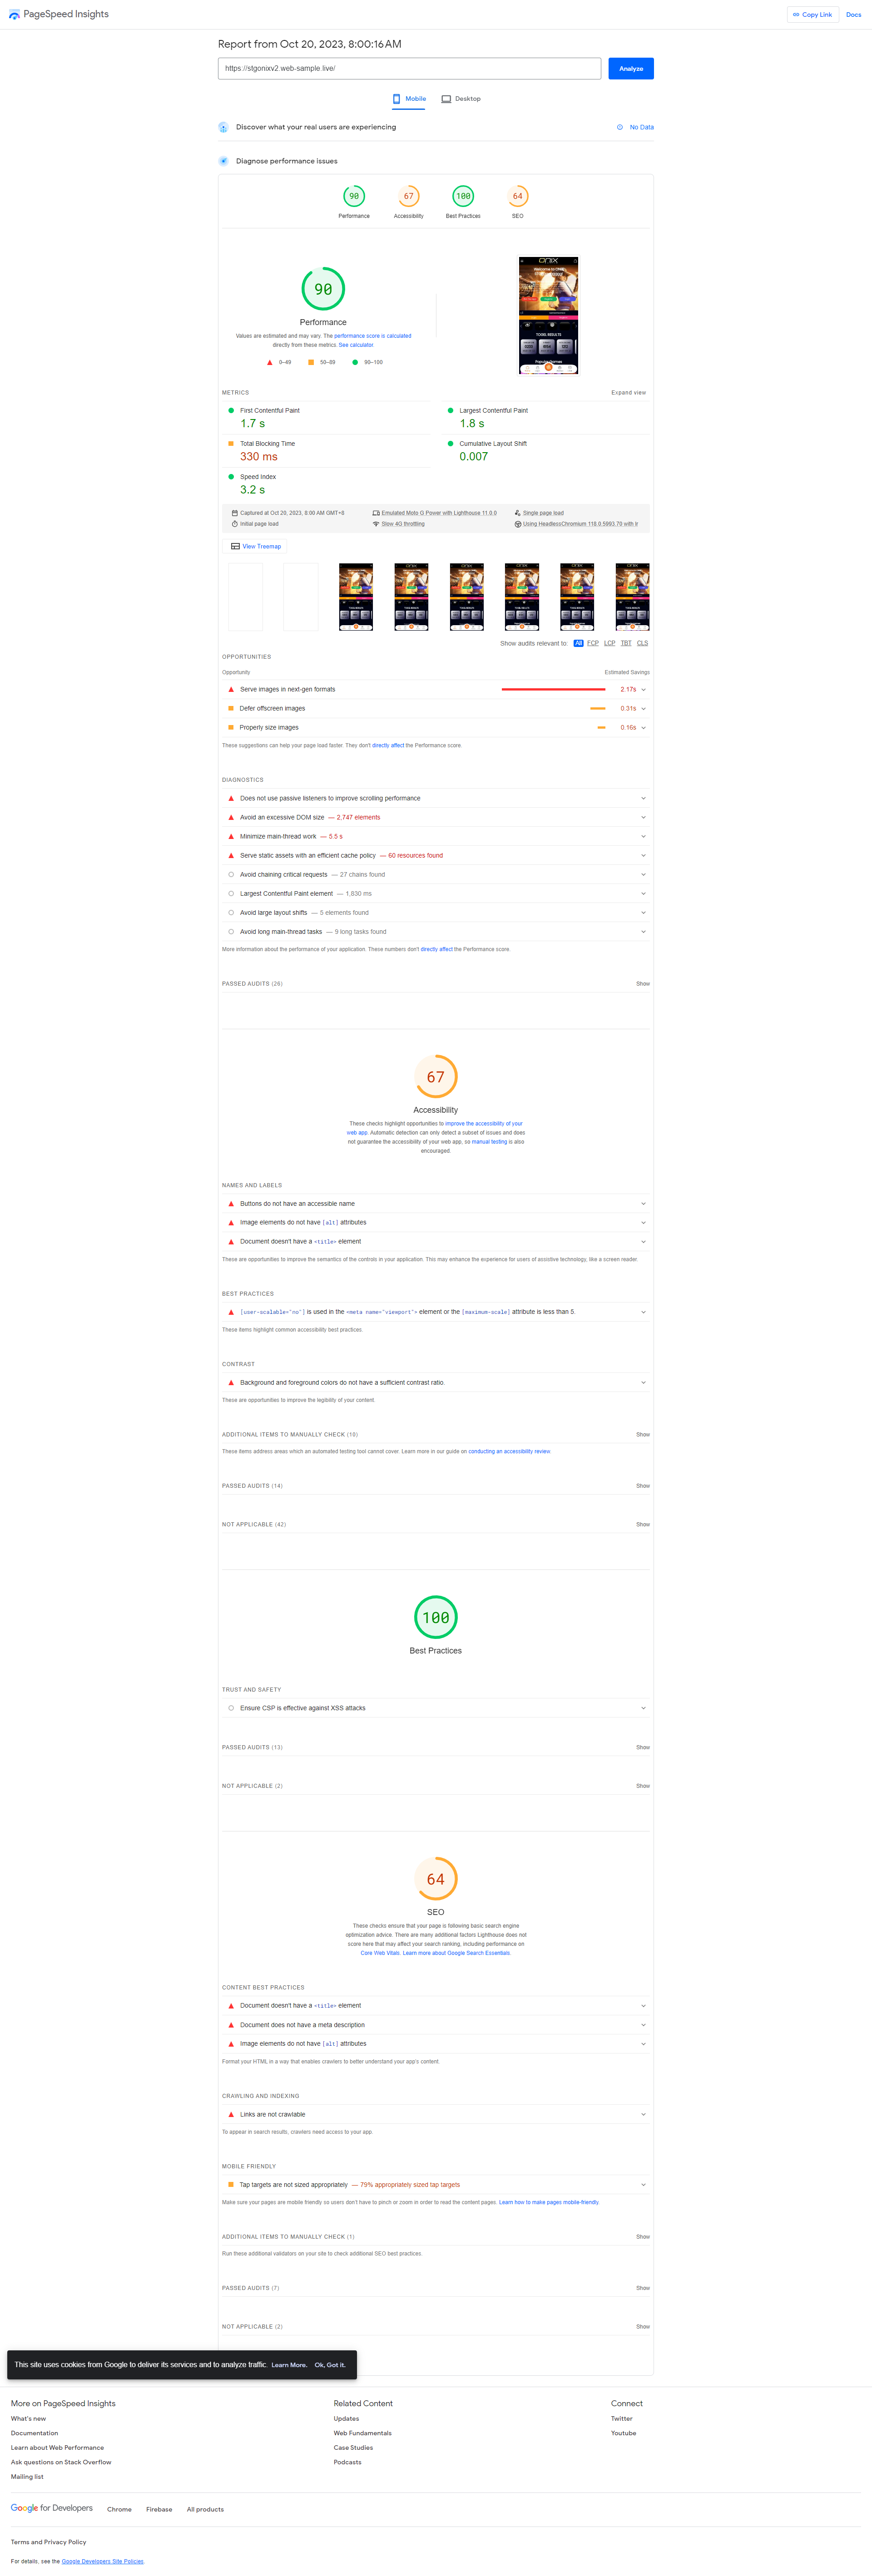 PageSpeed Insights
Copy Link
Docs
Report from Oct 20, 2023, 8:00:16 AM
https://stgonixv2.web-sample.live/
Analyze
Mobile
Desktop
Discover what your real users are experiencing
No Data
Diagnose performance issues
90
67
100
64
Performance
Accessibility
Best Practices
SEO
90
Performance
Values are estimated and may vary. The performance score is calculated
directly from these metrics. See calculator.
0–49
50–89
90–100
ONIX
TOGEL RESULTS
Popular Games
METRICS
Expand view
First Contentful Paint
1.7 s
Largest Contentful Paint
1.8 s
Total Blocking Time
330 ms
Cumulative Layout Shift
0.007
Speed Index
3.2 s
Captured at Oct 20, 2023, 8:00 AM GMT+8
Emulated Moto G Power with Lighthouse 11.0.0
Single page load
Initial page load
Slow 4G throttling
Using HeadlessChromium 118.0.5993.70 with lr
View Treemap
Show audits relevant to:
All
FCP
LCP
TBT
CLS
OPPORTUNITIES
Opportunity
Estimated Savings
Serve images in next-gen formats
2.17s
Defer offscreen images
0.31s
Properly size images
0.16s
These suggestions can help your page load faster. They don't directly affect the Performance score.
DIAGNOSTICS
Does not use passive listeners to improve scrolling performance
Avoid an excessive DOM size — 2,747 elements
Minimize main-thread work — 5.5 s
Serve static assets with an efficient cache policy — 60 resources found
Avoid chaining critical requests — 27 chains found
Largest Contentful Paint element — 1,830 ms
Avoid large layout shifts — 5 elements found
Avoid long main-thread tasks — 9 long tasks found
More information about the performance of your application. These numbers don't directly affect the Performance score.
PASSED AUDITS (26)
Show
67
Accessibility
These checks highlight opportunities to improve the accessibility of your
web app. Automatic detection can only detect a subset of issues and does
not guarantee the accessibility of your web app, so manual testing is also
encouraged.
NAMES AND LABELS
Buttons do not have an accessible name
Image elements do not have [alt] attributes
Document doesn't have a <title> element
These are opportunities to improve the semantics of the controls in your application. This may enhance the experience for users of assistive technology, like a screen reader.
BEST PRACTICES
[user-scalable="no"] is used in the <meta name="viewport"> element or the [maximum-scale] attribute is less than 5.
These items highlight common accessibility best practices.
CONTRAST
Background and foreground colors do not have a sufficient contrast ratio.
These are opportunities to improve the legibility of your content.
ADDITIONAL ITEMS TO MANUALLY CHECK (10)
Show
These items address areas which an automated testing tool cannot cover. Learn more in our guide on conducting an accessibility review.
PASSED AUDITS (14)
Show
NOT APPLICABLE (42)
Show
100
Best Practices
TRUST AND SAFETY
Ensure CSP is effective against XSS attacks
PASSED AUDITS (13)
Show
NOT APPLICABLE (2)
Show
64
SEO
These checks ensure that your page is following basic search engine
optimization advice. There are many additional factors Lighthouse does not
score here that may affect your search ranking, including performance on
Core Web Vitals. Learn more about Google Search Essentials.
CONTENT BEST PRACTICES
Document doesn't have a <title> element
Document does not have a meta description
Image elements do not have [alt] attributes
Format your HTML in a way that enables crawlers to better understand your app's content.
CRAWLING AND INDEXING
Links are not crawlable
To appear in search results, crawlers need access to your app.
MOBILE FRIENDLY
Tap targets are not sized appropriately — 79% appropriately sized tap targets
Make sure your pages are mobile friendly so users don't have to pinch or zoom in order to read the content pages. Learn how to make pages mobile-friendly.
ADDITIONAL ITEMS TO MANUALLY CHECK (1)
Show
Run these additional validators on your site to check additional SEO best practices.
PASSED AUDITS (7)
Show
NOT APPLICABLE (2)
Show
This site uses cookies from Google to deliver its services and to analyze traffic. Learn More. Ok, Got it.
More on PageSpeed Insights
What's new
Documentation
Learn about Web Performance
Ask questions on Stack Overflow
Mailing list
Related Content
Updates
Web Fundamentals
Case Studies
Podcasts
Connect
Twitter
Youtube
Google for Developers
Chrome
Firebase
All products
Terms and Privacy Policy
For details, see the Google Developers Site Policies.